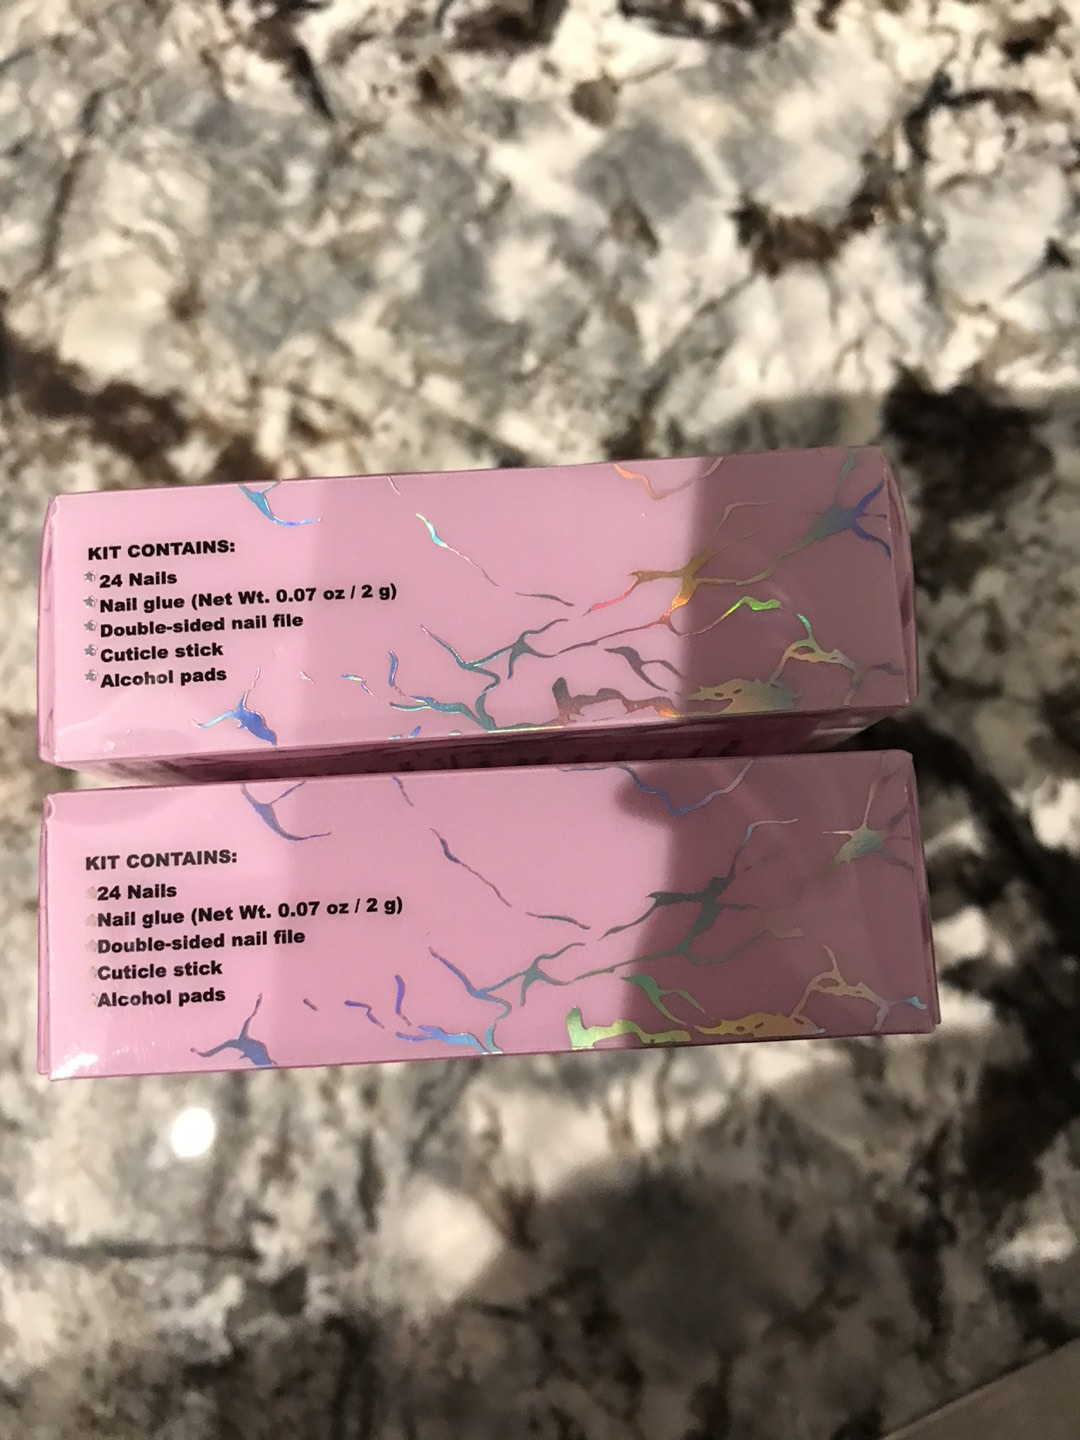 KIT CONTAINS:
24 Nails
Nail glue (Net Wt. 0.07 oz / 2 g)
Double-sided nail file
Cuticle stick
Alcohol pads
KIT CONTAINS:
24 Nails
Nail glue (Net Wt. 0.07 oz / 2 g)
Double-sided nail file
Cuticle stick
Alcohol pads